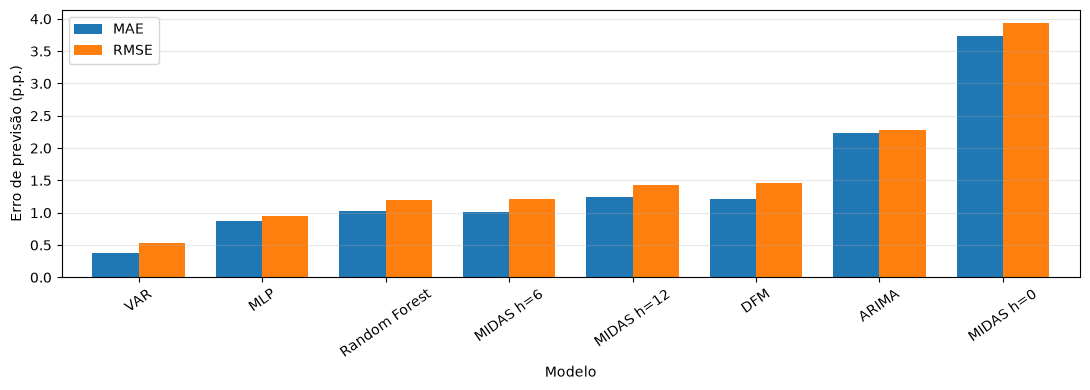 MAE
RMSE
Erro de previsão (p.p.)
4.0
3.5
3.0
2.5
2.0
1.5
1.0
0.5
0.0
VAR
MLP
Random Forest
MIDAS h=6
MIDAS h=12
DFM
ARIMA
MIDAS h=0
Modelo